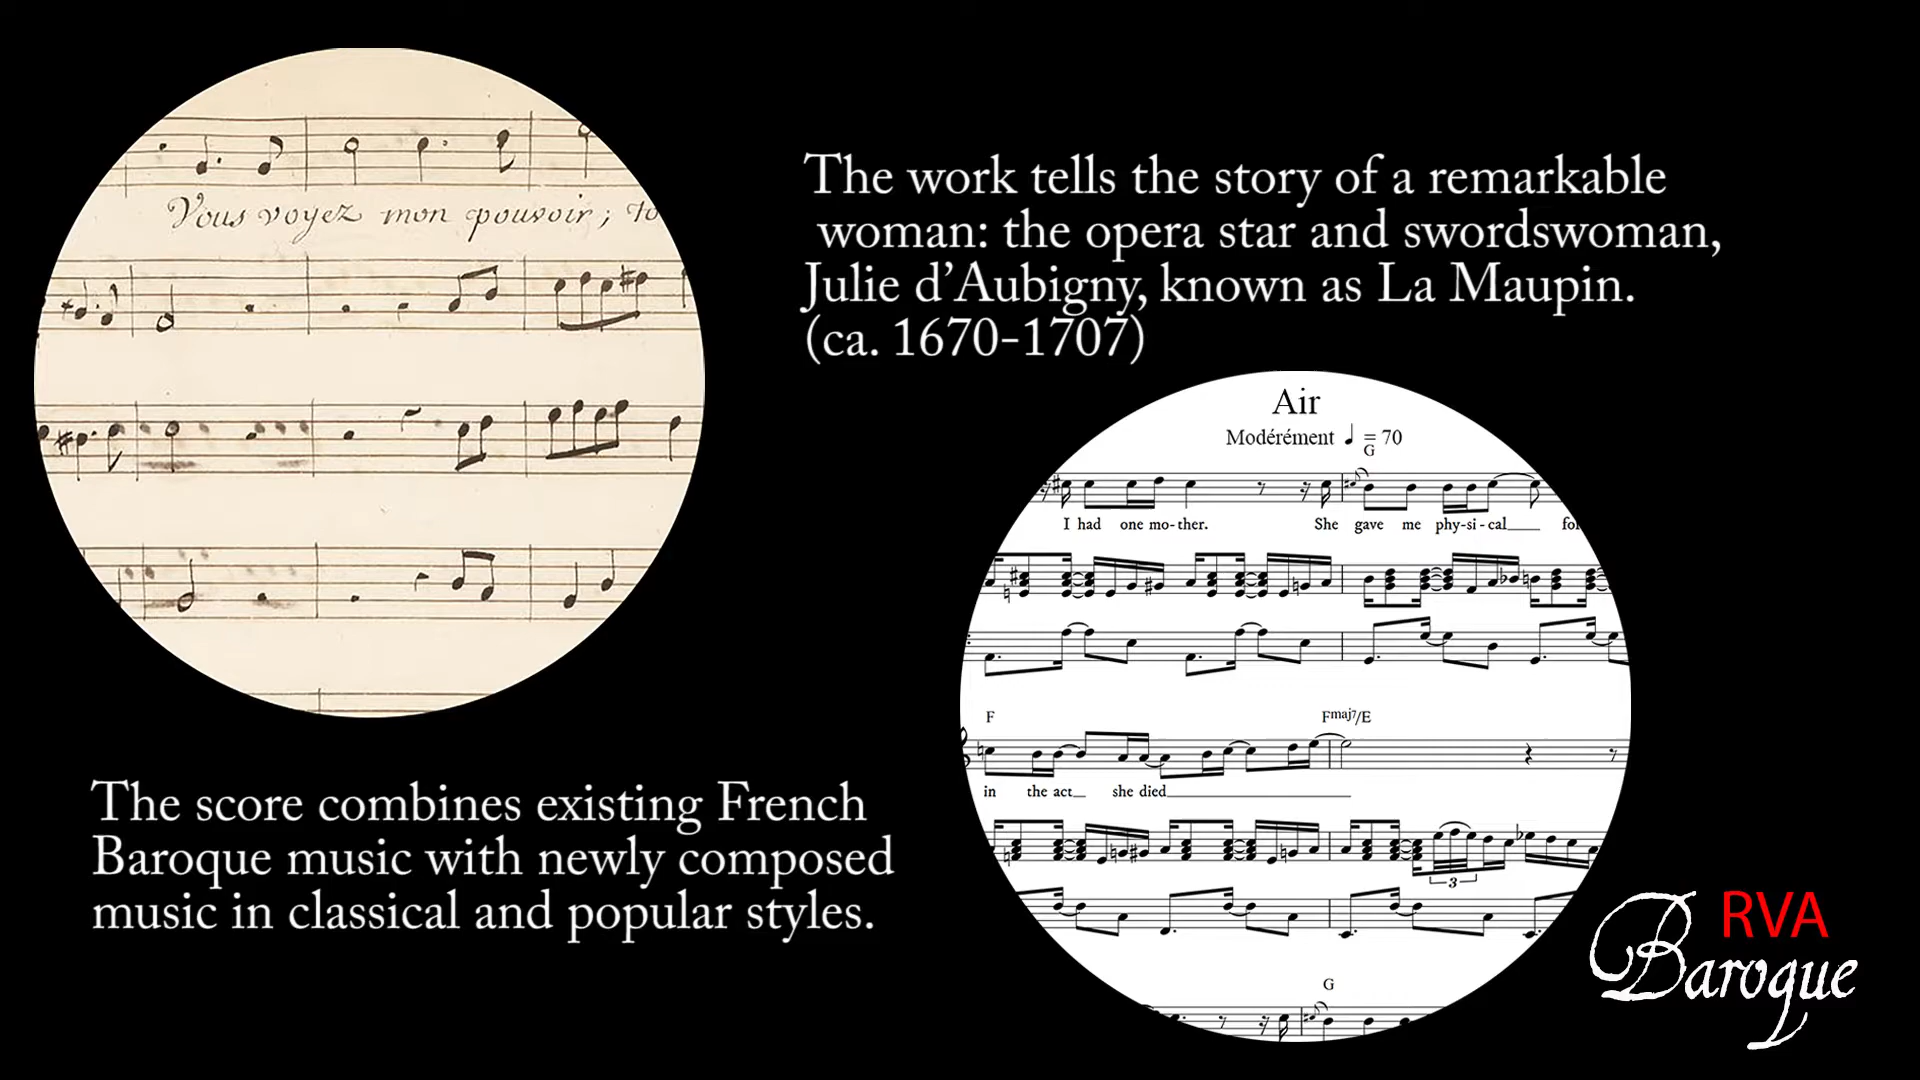 Vous voyez mon pouvoir; to
The work tells the story of a remarkable
woman: the opera star and swordswoman,
Julie d’Aubigny, known as La Maupin.
(ca. 1670-1707)
Air
Modérément ♩ = 70
G
I had one mo-ther. She gave me phy-si-cal
F Fmaj7/E
in the act she died
3
G
The score combines existing French
Baroque music with newly composed
music in classical and popular styles.
RVA
Baroque